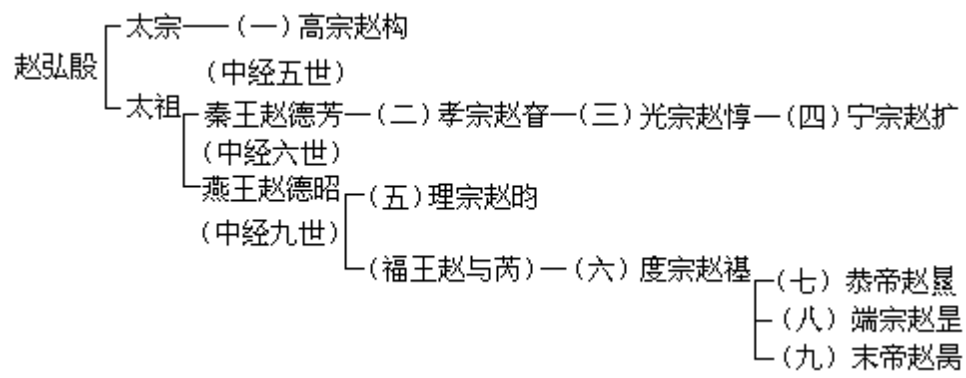 太宗——（一）高宗赵构
赵弘殷
（中经五世）
太祖
秦王赵德芳—（二）孝宗赵昚—（三）光宗赵惇—（四）宁宗赵扩
（中经六世）
燕王赵德昭
（五）理宗赵昀
（中经九世）
（福王赵与芮）—（六）度宗赵禥
（七）恭帝赵㬎
（八）端宗赵昰
（九）末帝赵昺